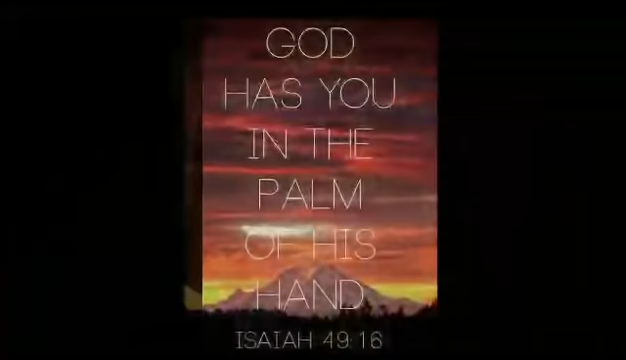 GOD
HAS YOU
IN THE
PALM
OF HIS
HAND
ISAIAH 49:16